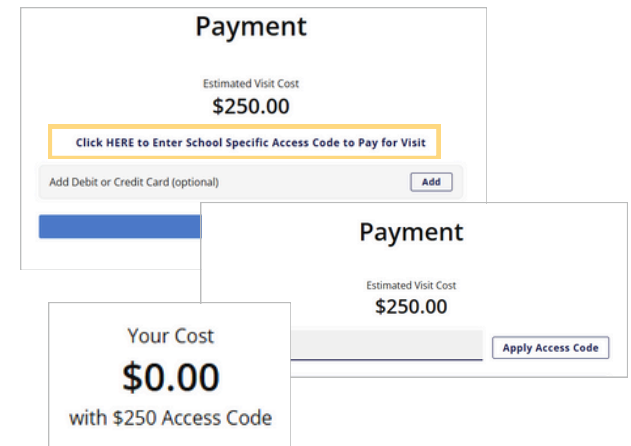 Payment
Estimated Visit Cost
$250.00
Click HERE to Enter School Specific Access Code to Pay for Visit
Add Debit or Credit Card (optional)
Add
Payment
Estimated Visit Cost
$250.00
Apply Access Code
Your Cost
$0.00
with $250 Access Code